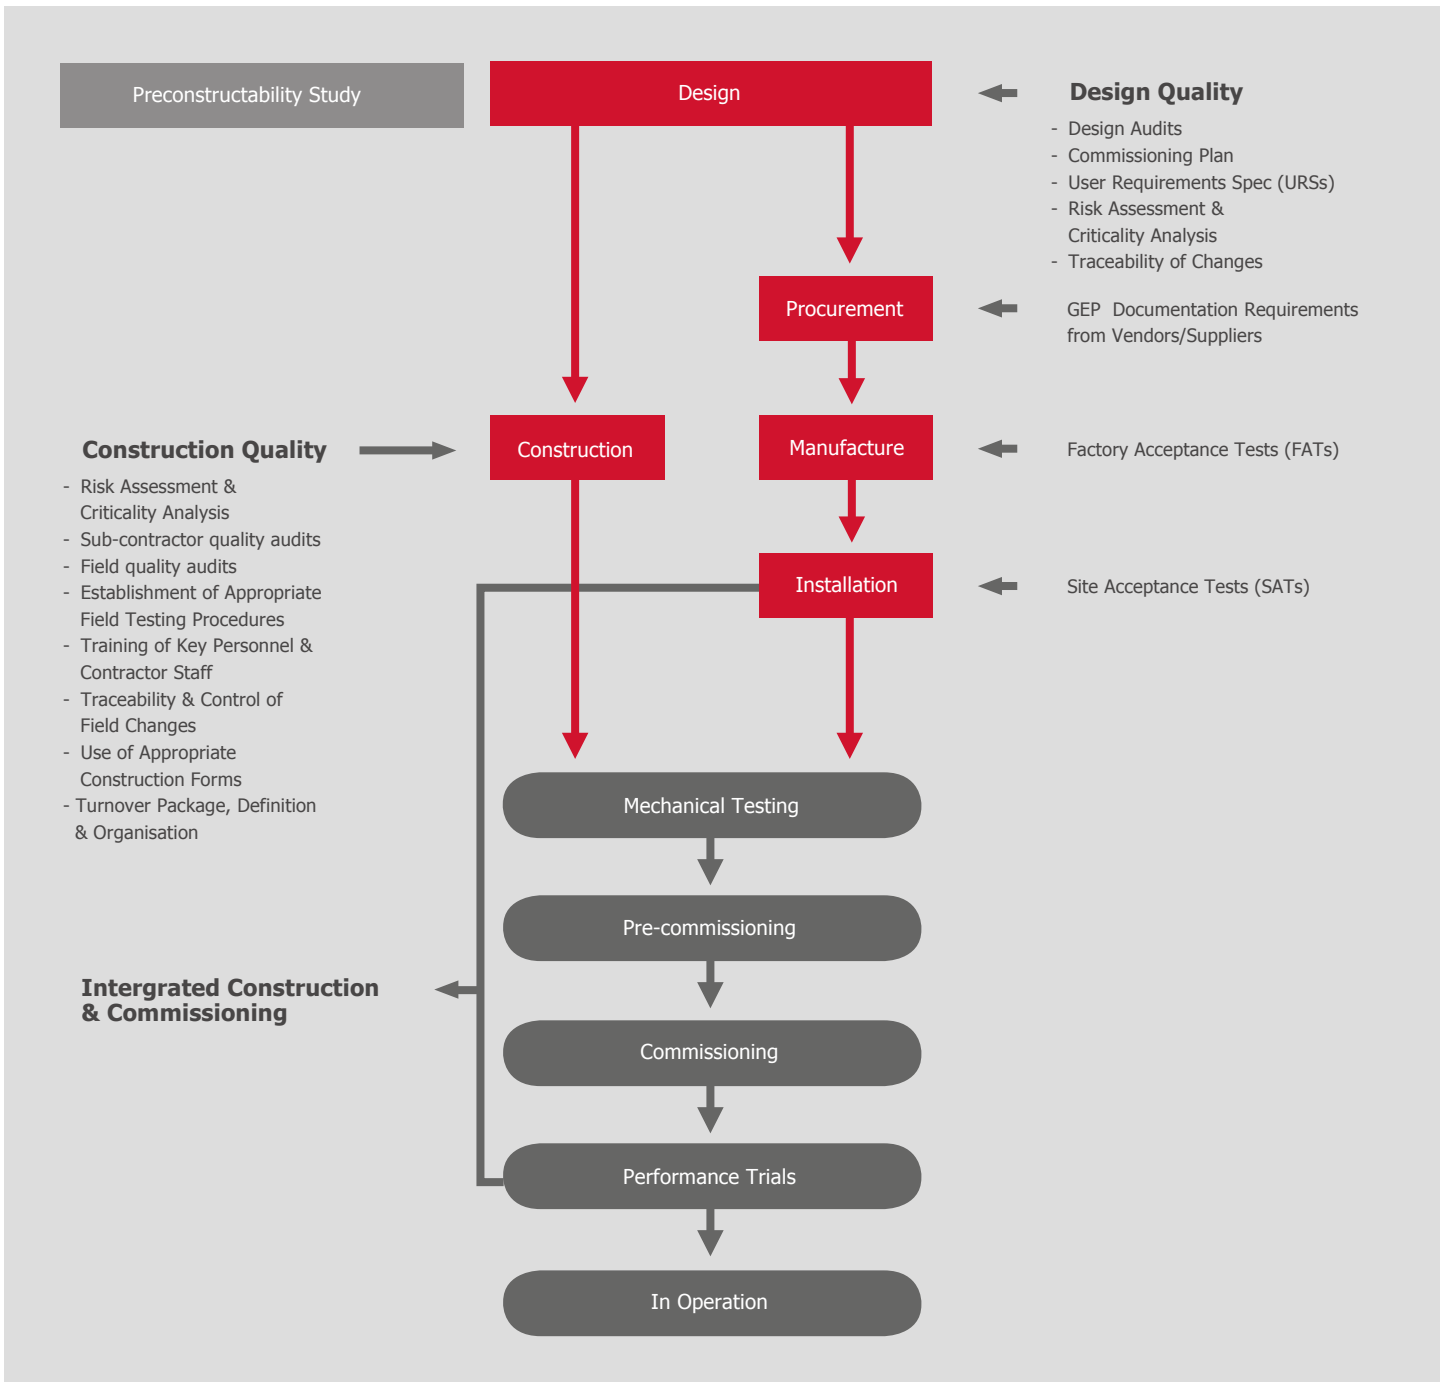 Preconstructability Study
Design
Design Quality
- Design Audits
- Commissioning Plan
- User Requirements Spec (URSs)
- Risk Assessment &
Criticality Analysis
- Traceability of Changes
Procurement
GEP Documentation Requirements
from Vendors/Suppliers
Construction Quality
- Risk Assessment &
Criticality Analysis
- Sub-contractor quality audits
- Field quality audits
- Establishment of Appropriate
Field Testing Procedures
- Training of Key Personnel &
Contractor Staff
- Traceability & Control of
Field Changes
- Use of Appropriate
Construction Forms
- Turnover Package, Definition
& Organisation
Construction
Manufacture
Factory Acceptance Tests (FATs)
Installation
Site Acceptance Tests (SATs)
Mechanical Testing
Pre-commissioning
Intergrated Construction
& Commissioning
Commissioning
Performance Trials
In Operation